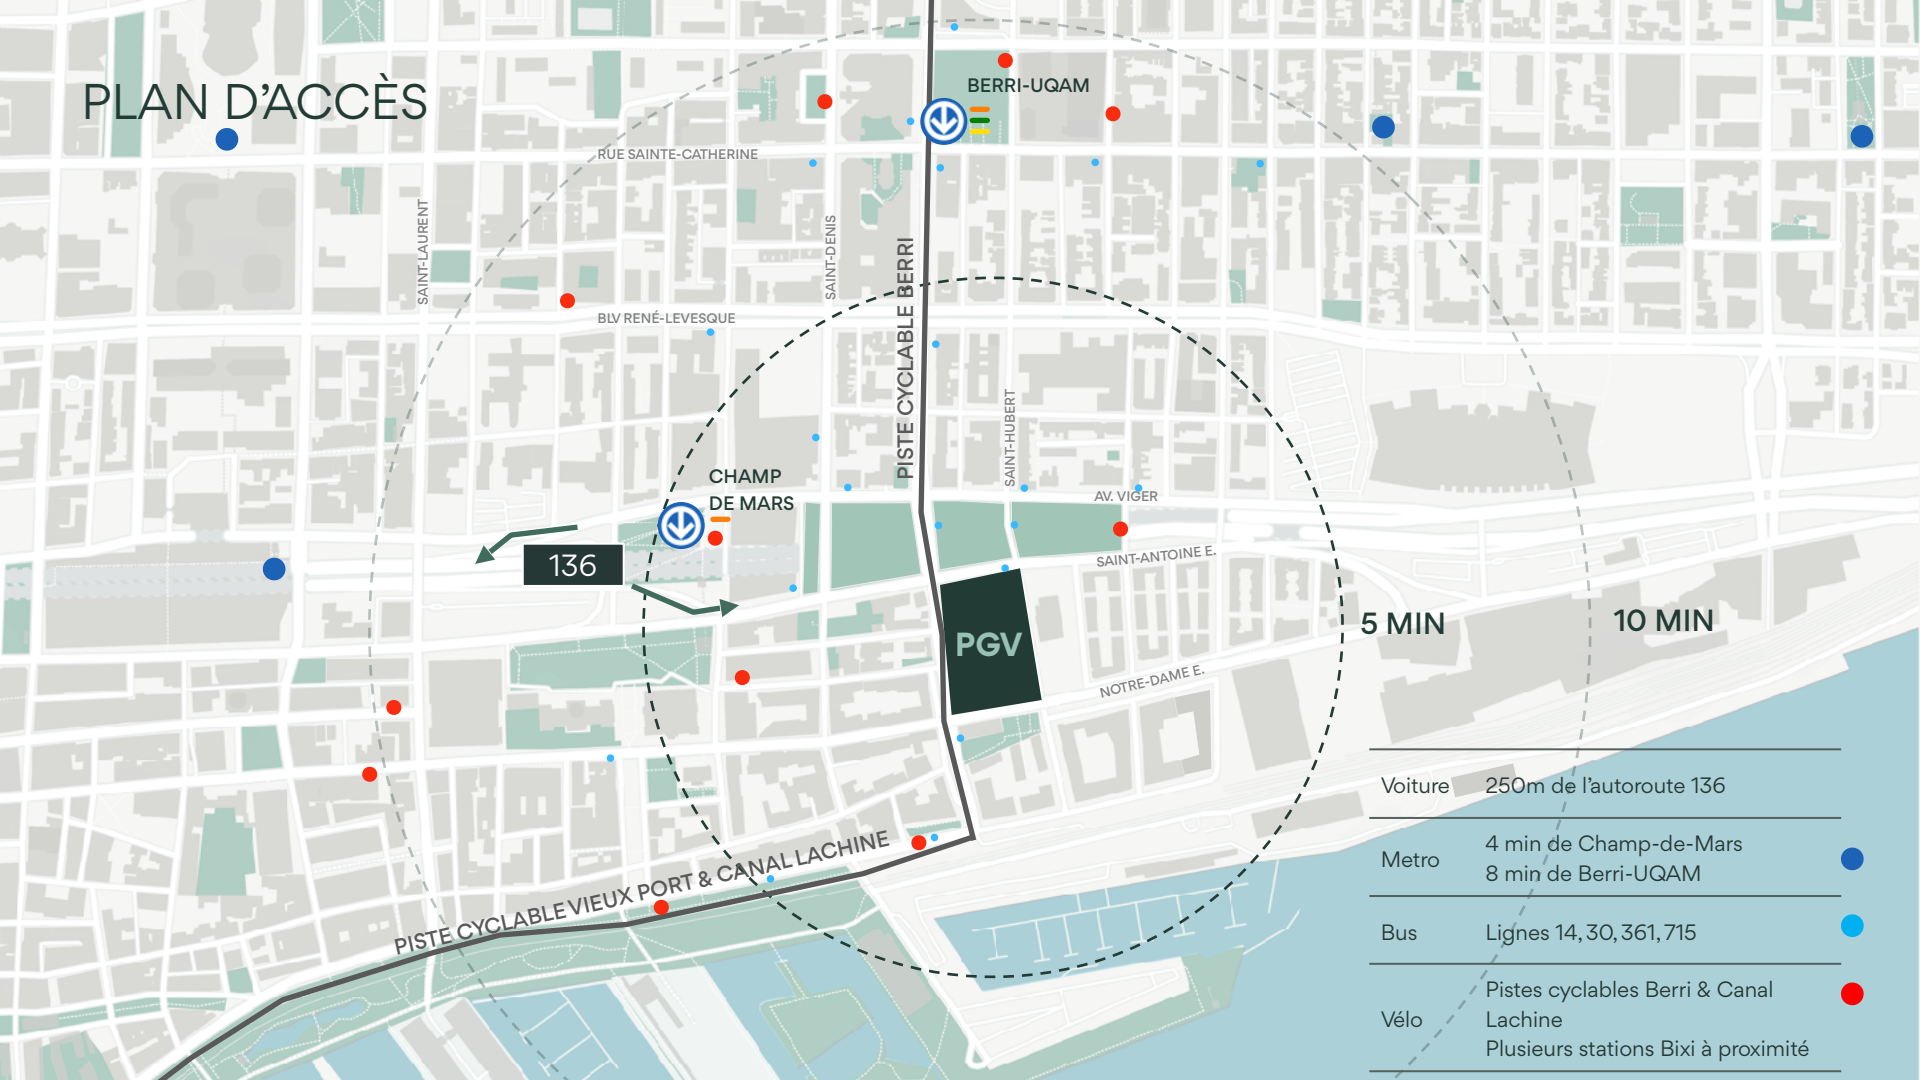 PLAN D'ACCÈS
BERRI-UQAM
RUE SAINTE-CATHERINE
SAINT-LAURENT
SAINT-DENIS
PISTE CYCLABLE BERRI
BLV RENÉ-LEVESQUE
SAINT-HUBERT
CHAMP
DE MARS
AV. VIGER
136
SAINT-ANTOINE E.
PGV
5 MIN
10 MIN
NOTRE-DAME E.
PISTE CYCLABLE VIEUX PORT & CANAL LACHINE
Voiture 250m de l'autoroute 136
Metro 4 min de Champ-de-Mars
8 min de Berri-UQAM
Bus Lignes 14, 30, 361, 715
Vélo Pistes cyclables Berri & Canal
Lachine
Plusieurs stations Bixi à proximité